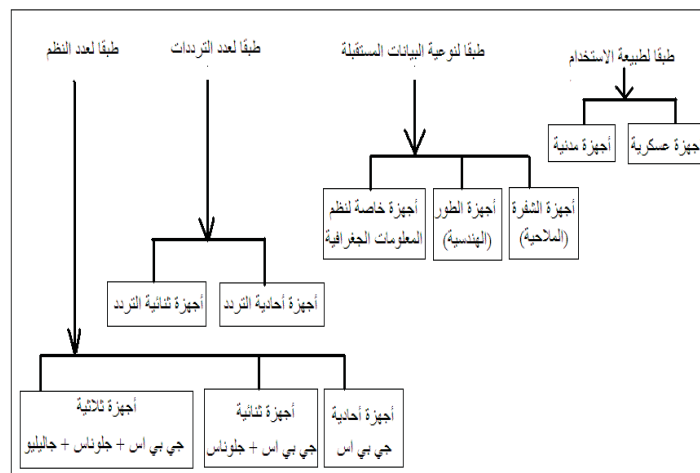 طبقا لطبيعة الاستخدام
طبقا لنوعية البيانات المستقبلة
طبقا لعدد الترددات
طبقا لعدد النظم
جهزة عسكرية
أجهزة مدنية
أجهزة الشفرة
(الملاحية)
أجهزة الطور
(الهندسية)
أجهزة خاصة لنظم
المعلومات الجغرافية
أجهزة أحادية التردد
أجهزة ثنائية التردد
أجهزة أحادية
جي بي اس
أجهزة ثنائية
جي بي اس + جلوناس
أجهزة ثلاثية
جي بي اس + جلوناس + جاليليو